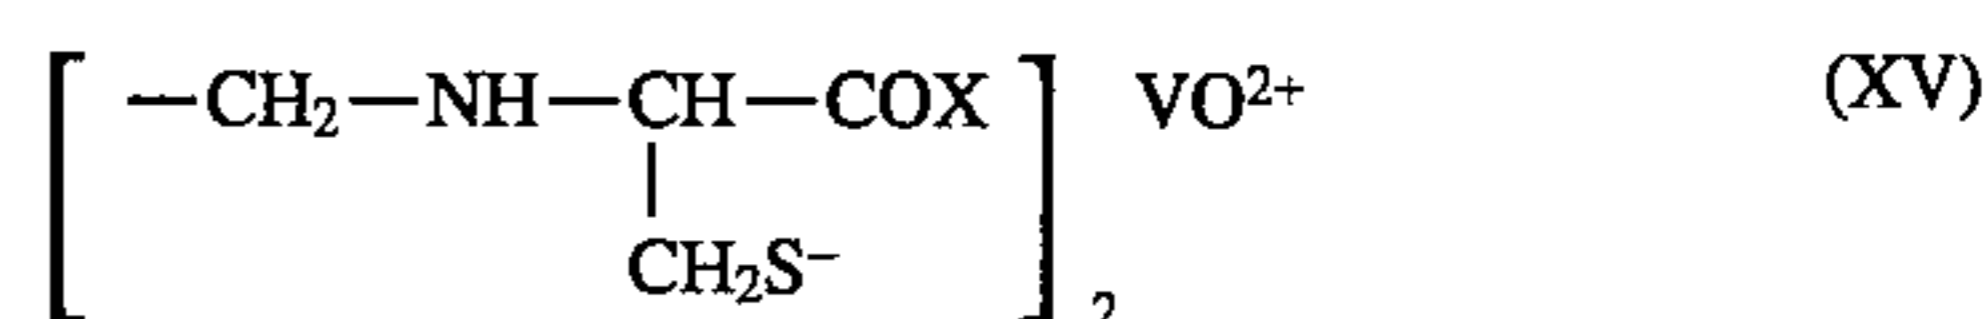 [ —CH₂—NH—CH—COX ]₂ VO²⁺ (XV)
|
CH₂S⁻